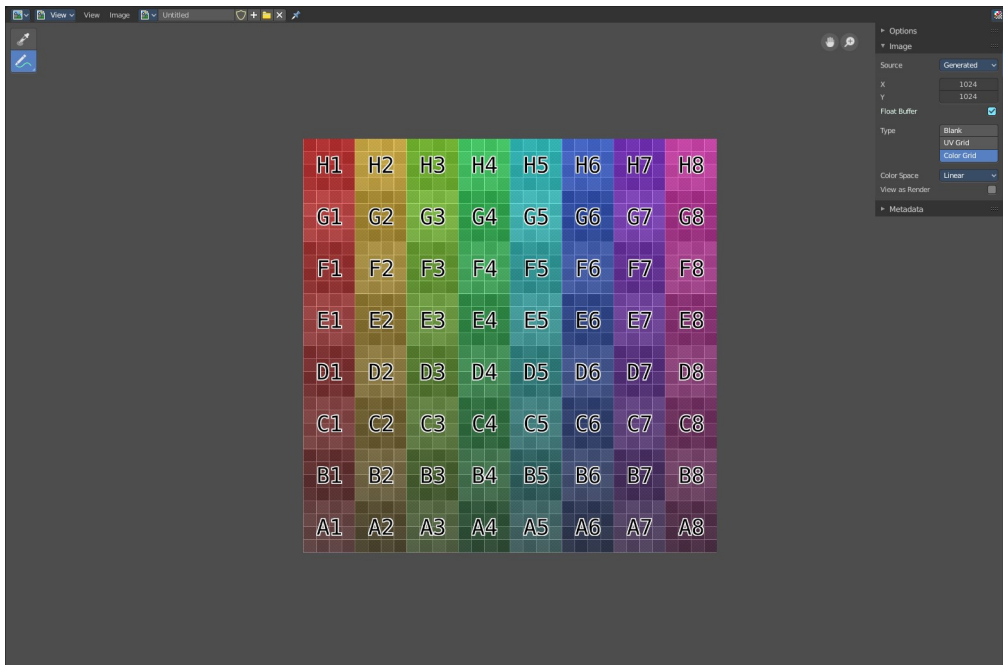 View View Image Untitled
Options
Image
Source Generated
X 1024
Y 1024
Float Buffer
Type Blank
UV Grid
Color Grid
Color Space Linear
View as Render
Metadata
H1 H2 H3 H4 H5 H6 H7 H8
G1 G2 G3 G4 G5 G6 G7 G8
F1 F2 F3 F4 F5 F6 F7 F8
E1 E2 E3 E4 E5 E6 E7 E8
D1 D2 D3 D4 D5 D6 D7 D8
C1 C2 C3 C4 C5 C6 C7 C8
B1 B2 B3 B4 B5 B6 B7 B8
A1 A2 A3 A4 A5 A6 A7 A8